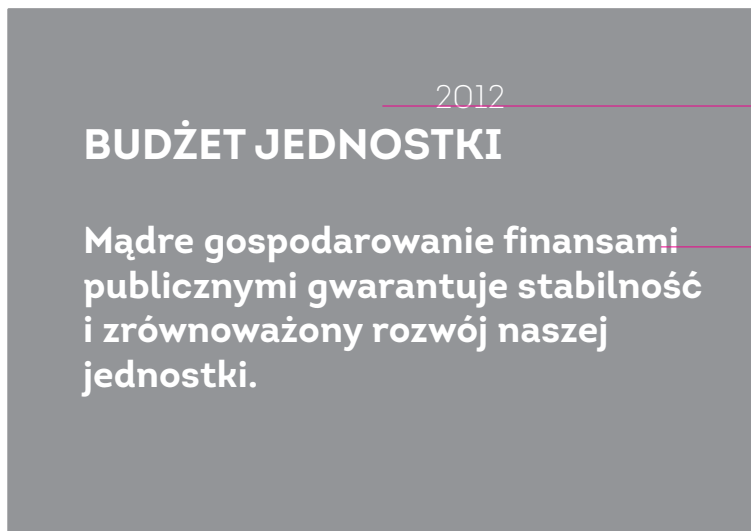 2012
BUDŻET JEDNOSTKI
Mądre gospodarowanie finansami
publicznymi gwarantuje stabilność
i zrównoważony rozwój naszej
jednostki.